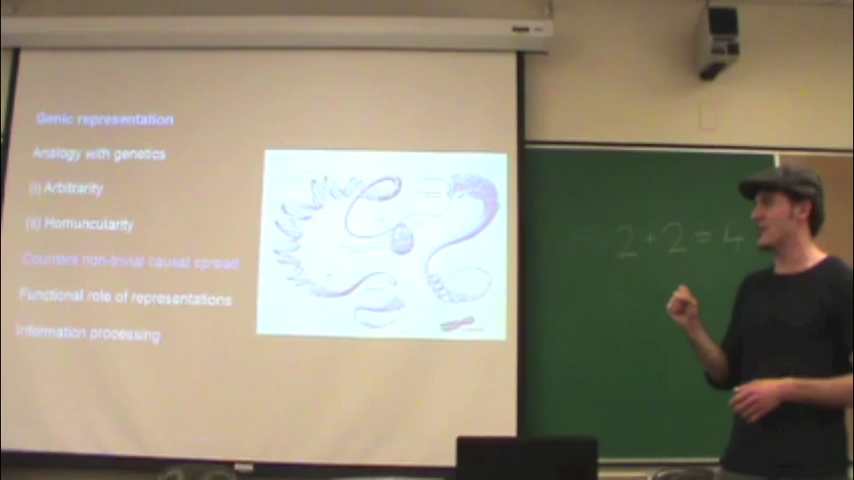 Genic representation
Analogy with genetics
(i) Arbitrarity
(ii) Homuncularity
Counters non-trivial causal spread
Functional role of representations
Information processing
2+2=4